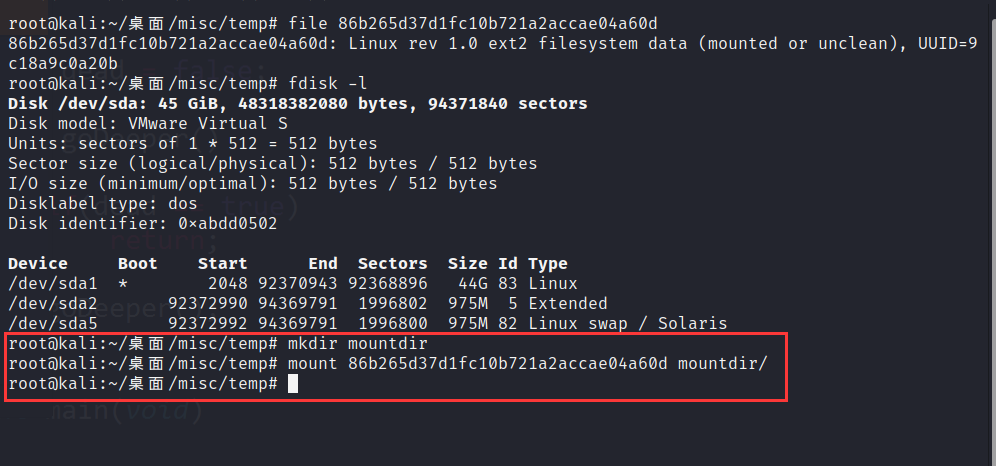 root@kali:~/桌面/misc/temp# file 86b265d37d1fc10b721a2accae04a60d
86b265d37d1fc10b721a2accae04a60d: Linux rev 1.0 ext2 filesystem data (mounted or unclean), UUID=9
c18a9c0a20b
root@kali:~/桌面/misc/temp# fdisk -l
Disk /dev/sda: 45 GiB, 48318382080 bytes, 94371840 sectors
Disk model: VMware Virtual S
Units: sectors of 1 * 512 = 512 bytes
Sector size (logical/physical): 512 bytes / 512 bytes
I/O size (minimum/optimal): 512 bytes / 512 bytes
Disklabel type: dos
Disk identifier: 0×abdd0502
Device Boot Start End Sectors Size Id Type
/dev/sda1 * 2048 92370943 92368896 44G 83 Linux
/dev/sda2 92372990 94369791 1996802 975M 5 Extended
/dev/sda5 92372992 94369791 1996800 975M 82 Linux swap / Solaris
root@kali:~/桌面/misc/temp# mkdir mountdir
root@kali:~/桌面/misc/temp# mount 86b265d37d1fc10b721a2accae04a60d mountdir/
root@kali:~/桌面/misc/temp#
main(void)